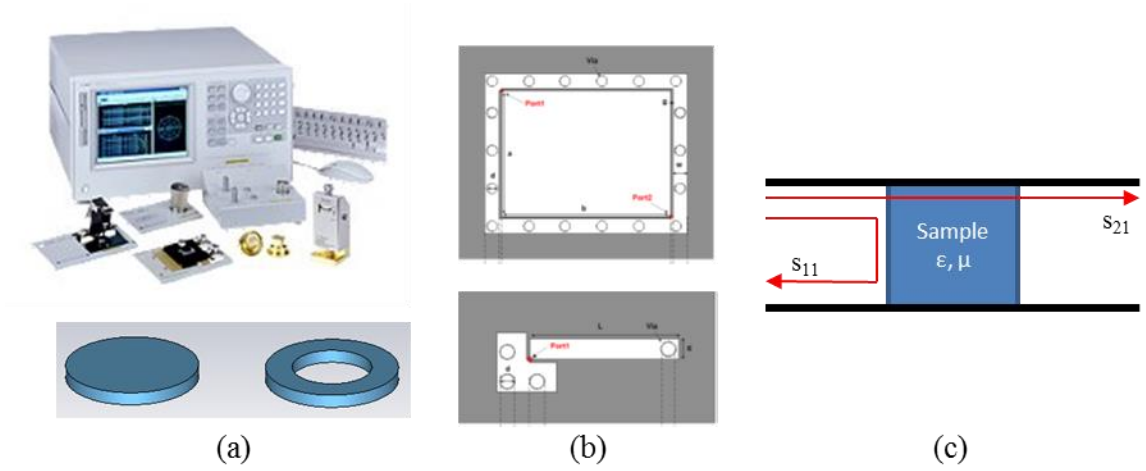 Via
Port1
g
a
d
w
Port2
b
L
Via
Port1
g
d
Sample
ε, μ
s21
s11
(a)
(b)
(c)